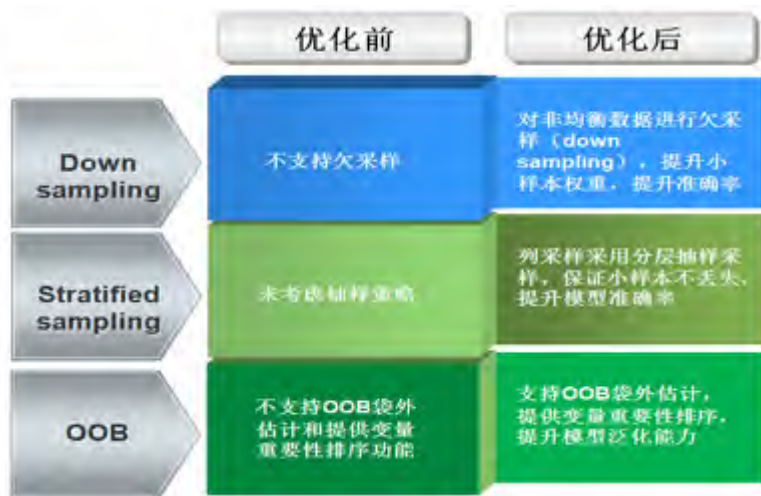 优化前
优化后
Down
sampling
不支持欠采样
对非均衡数据进行欠采
样（down
sampling），提升小
样本权重，提升准确率
Stratified
sampling
未考虑抽样策略
列采样采用分层抽样采
样，保证小样本不丢失，
提升模型准确率
OOB
不支持OOB袋外
估计和提供变量
重要性排序功能
支持OOB袋外估计，
提供变量重要性排序，
提升模型泛化能力